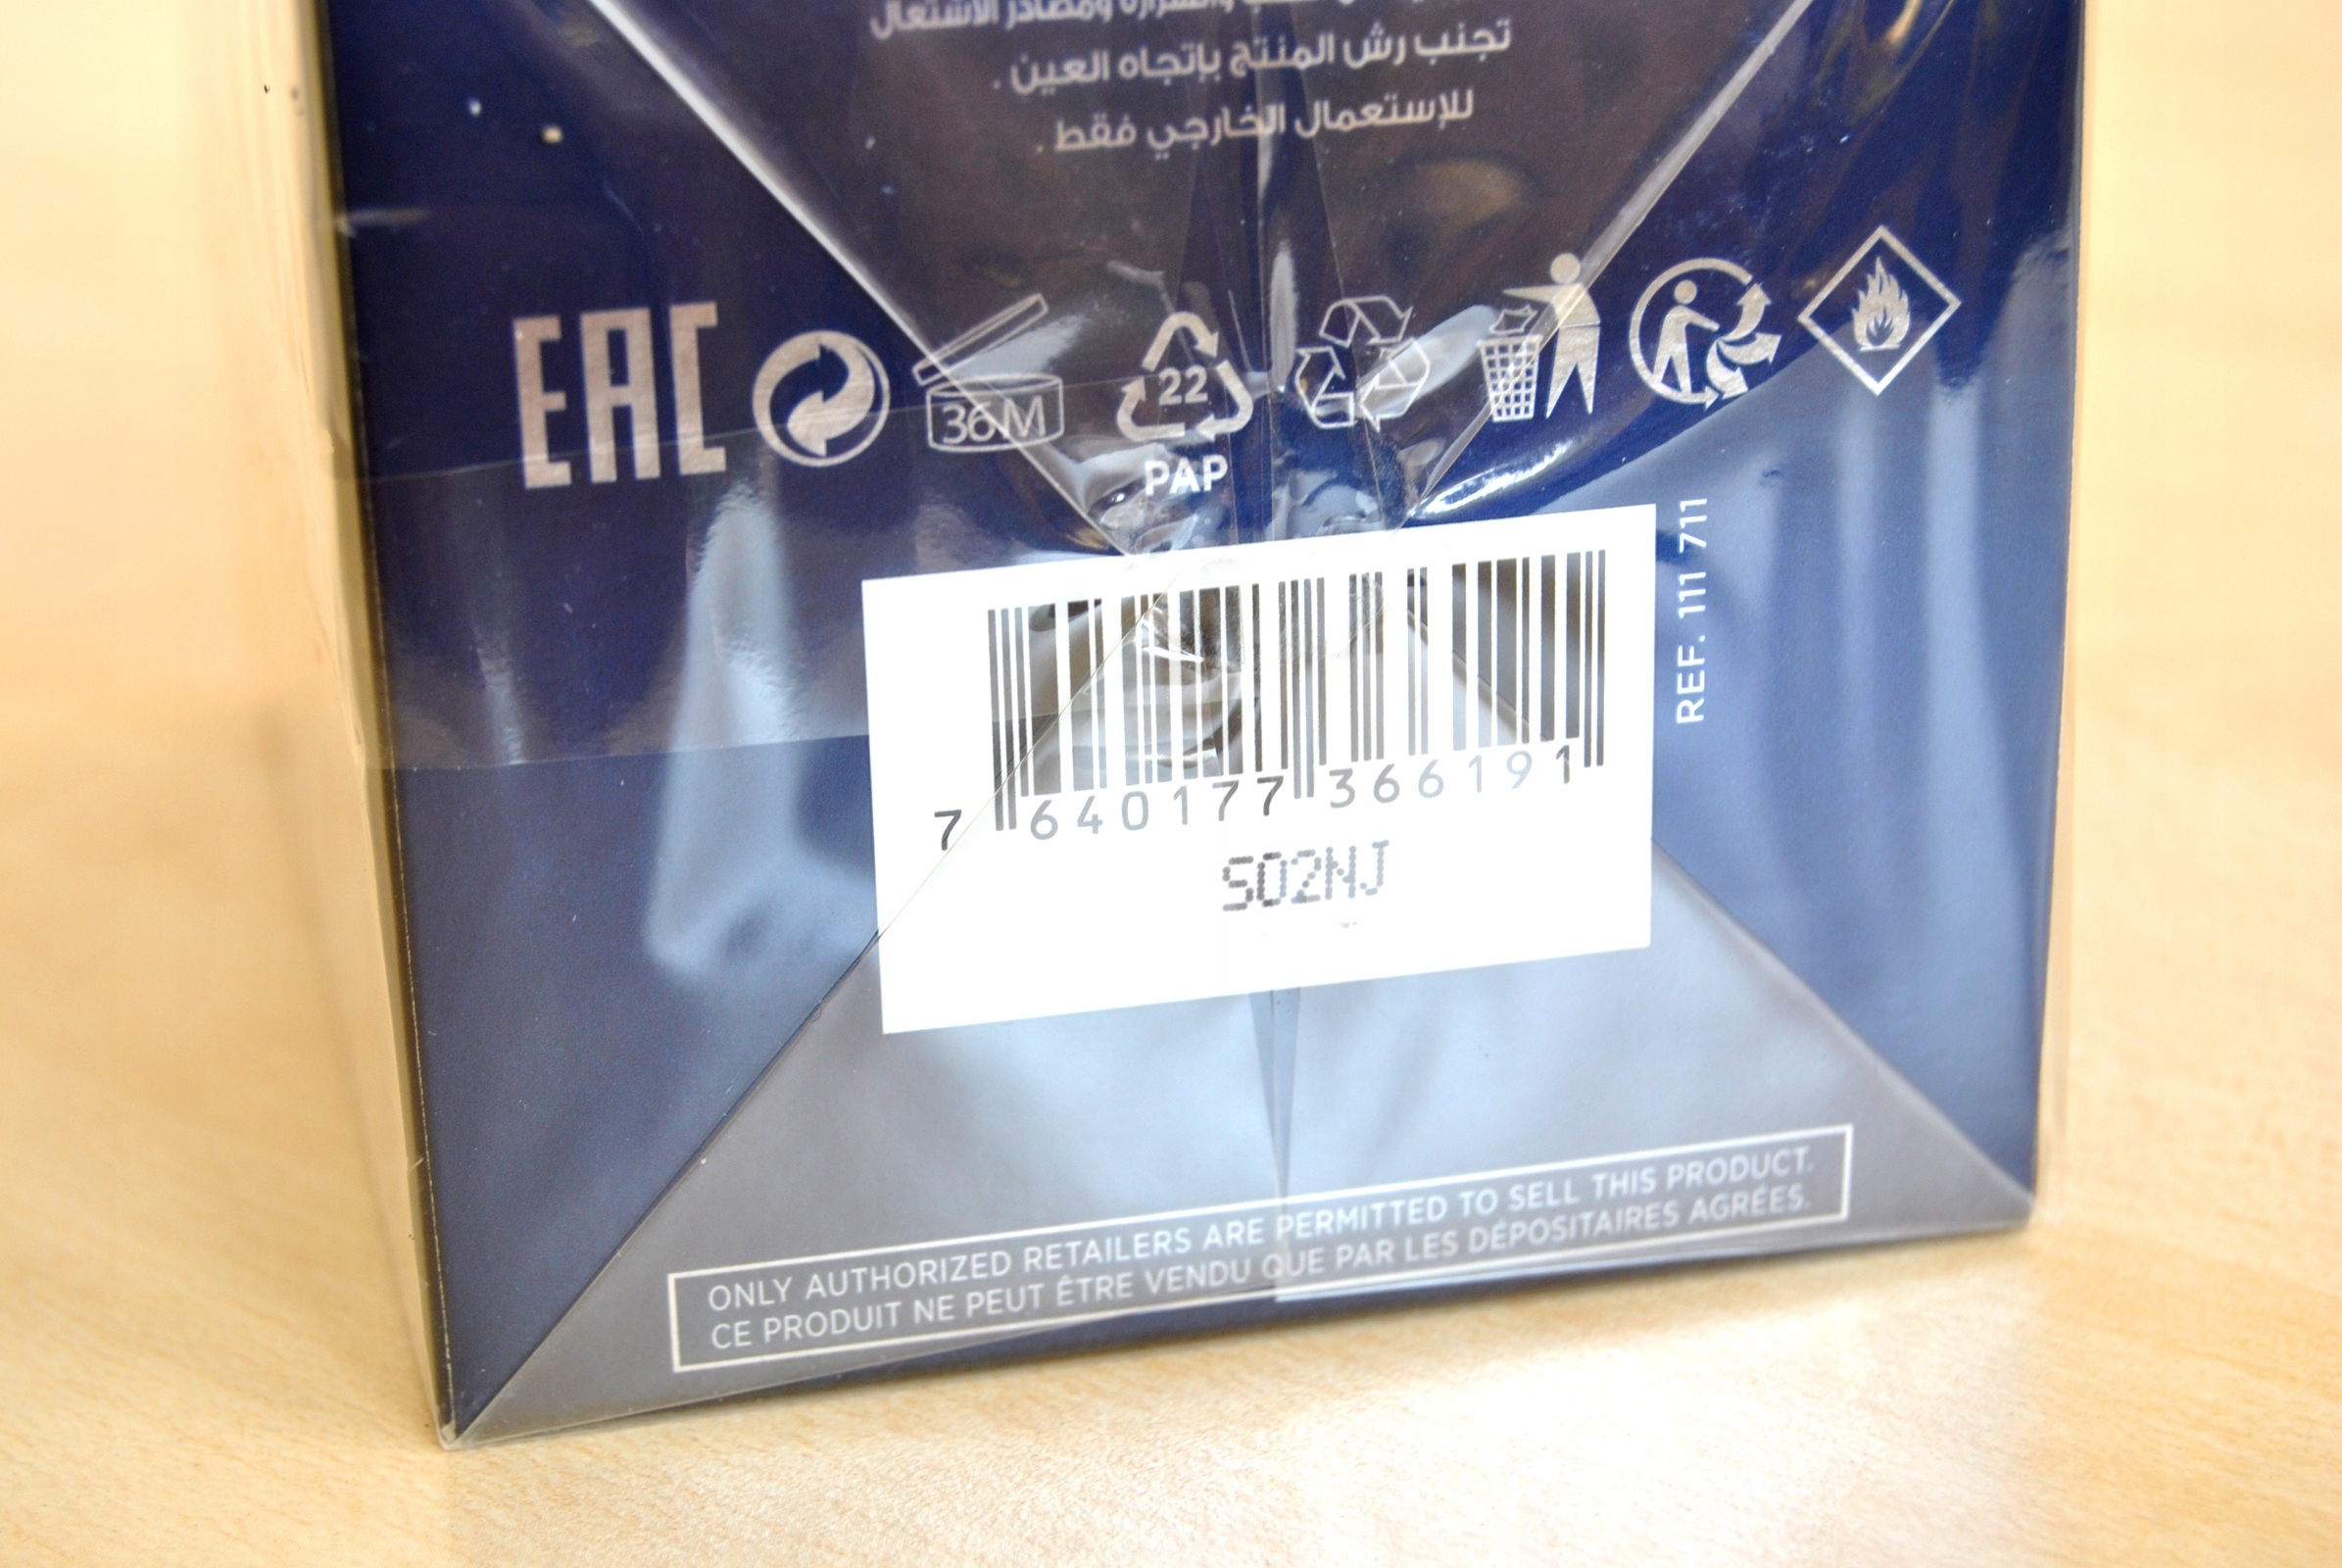 ومصادر الاشتعال
تجنب رش المنتج بإتجاه العين .
للإستعمال الخارجي فقط .
EAC
36M
22
PAP
REF. 111 711
7 640177 366191
S02NJ
ONLY AUTHORIZED RETAILERS ARE PERMITTED TO SELL THIS PRODUCT.
CE PRODUIT NE PEUT ÊTRE VENDU QUE PAR LES DÉPOSITAIRES AGRÉES.